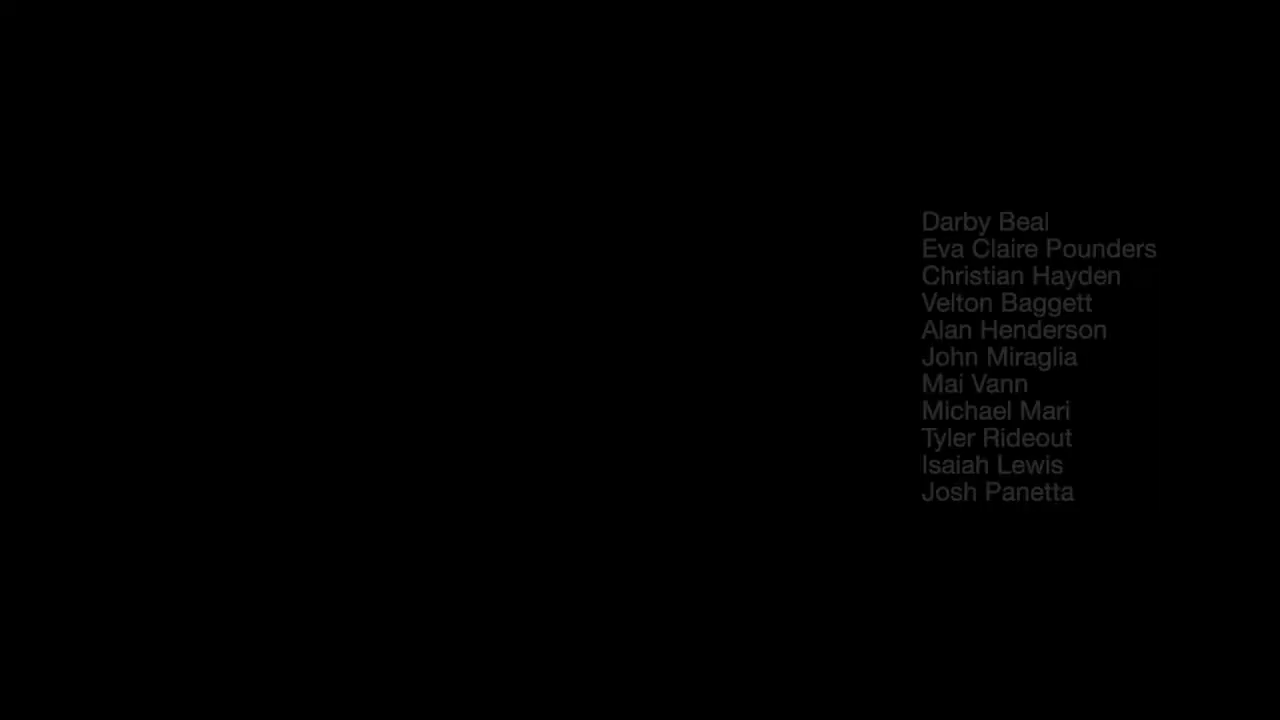 Darby Beal
Eva Claire Pounders
Christian Hayden
Velton Baggett
Alan Henderson
John Miraglia
Mai Vann
Michael Mari
Tyler Rideout
Isaiah Lewis
Josh Panetta